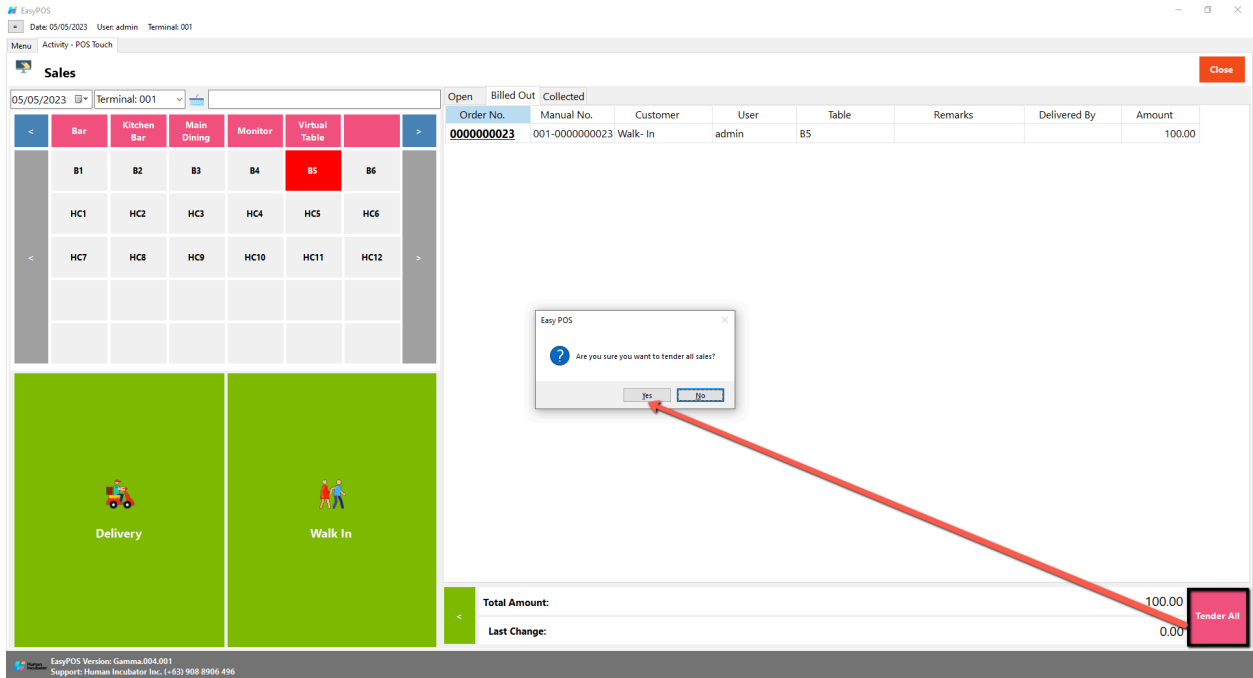 EasyPOS
Date: 05/05/2023 User: admin Terminal: 001
Menu Activity - POS Touch
Sales
Close
05/05/2023 Terminal: 001
< Bar Kitchen Bar Main Dining Monitor Virtual Table >
B1 B2 B3 B4 B5 B6
HC1 HC2 HC3 HC4 HC5 HC6
< HC7 HC8 HC9 HC10 HC11 HC12 >
Delivery
Walk In
Open Billed Out Collected
Order No. Manual No. Customer User Table Remarks Delivered By Amount
0000000023 001-0000000023 Walk- In admin B5 100.00
Easy POS
? Are you sure you want to tender all sales?
Yes No
<
Total Amount: 100.00
Last Change: 0.00
Tender All
Human Incubator
EasyPOS Version: Gamma.004.001
Support: Human Incubator Inc. (+63) 908 8906 496